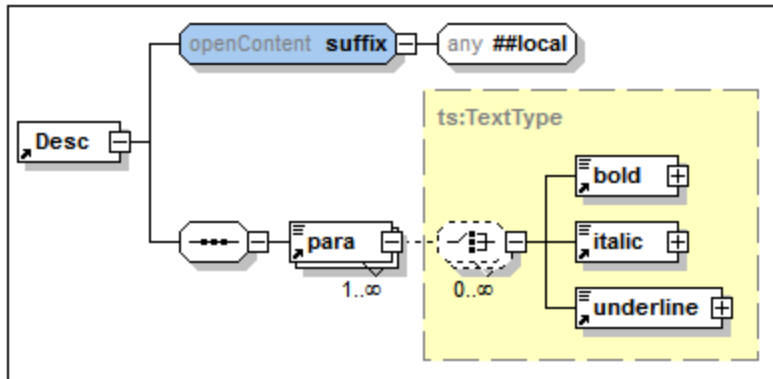 openContent suffix
any ##local
ts:TextType
Desc
bold
para
italic
1..∞
0..∞
underline